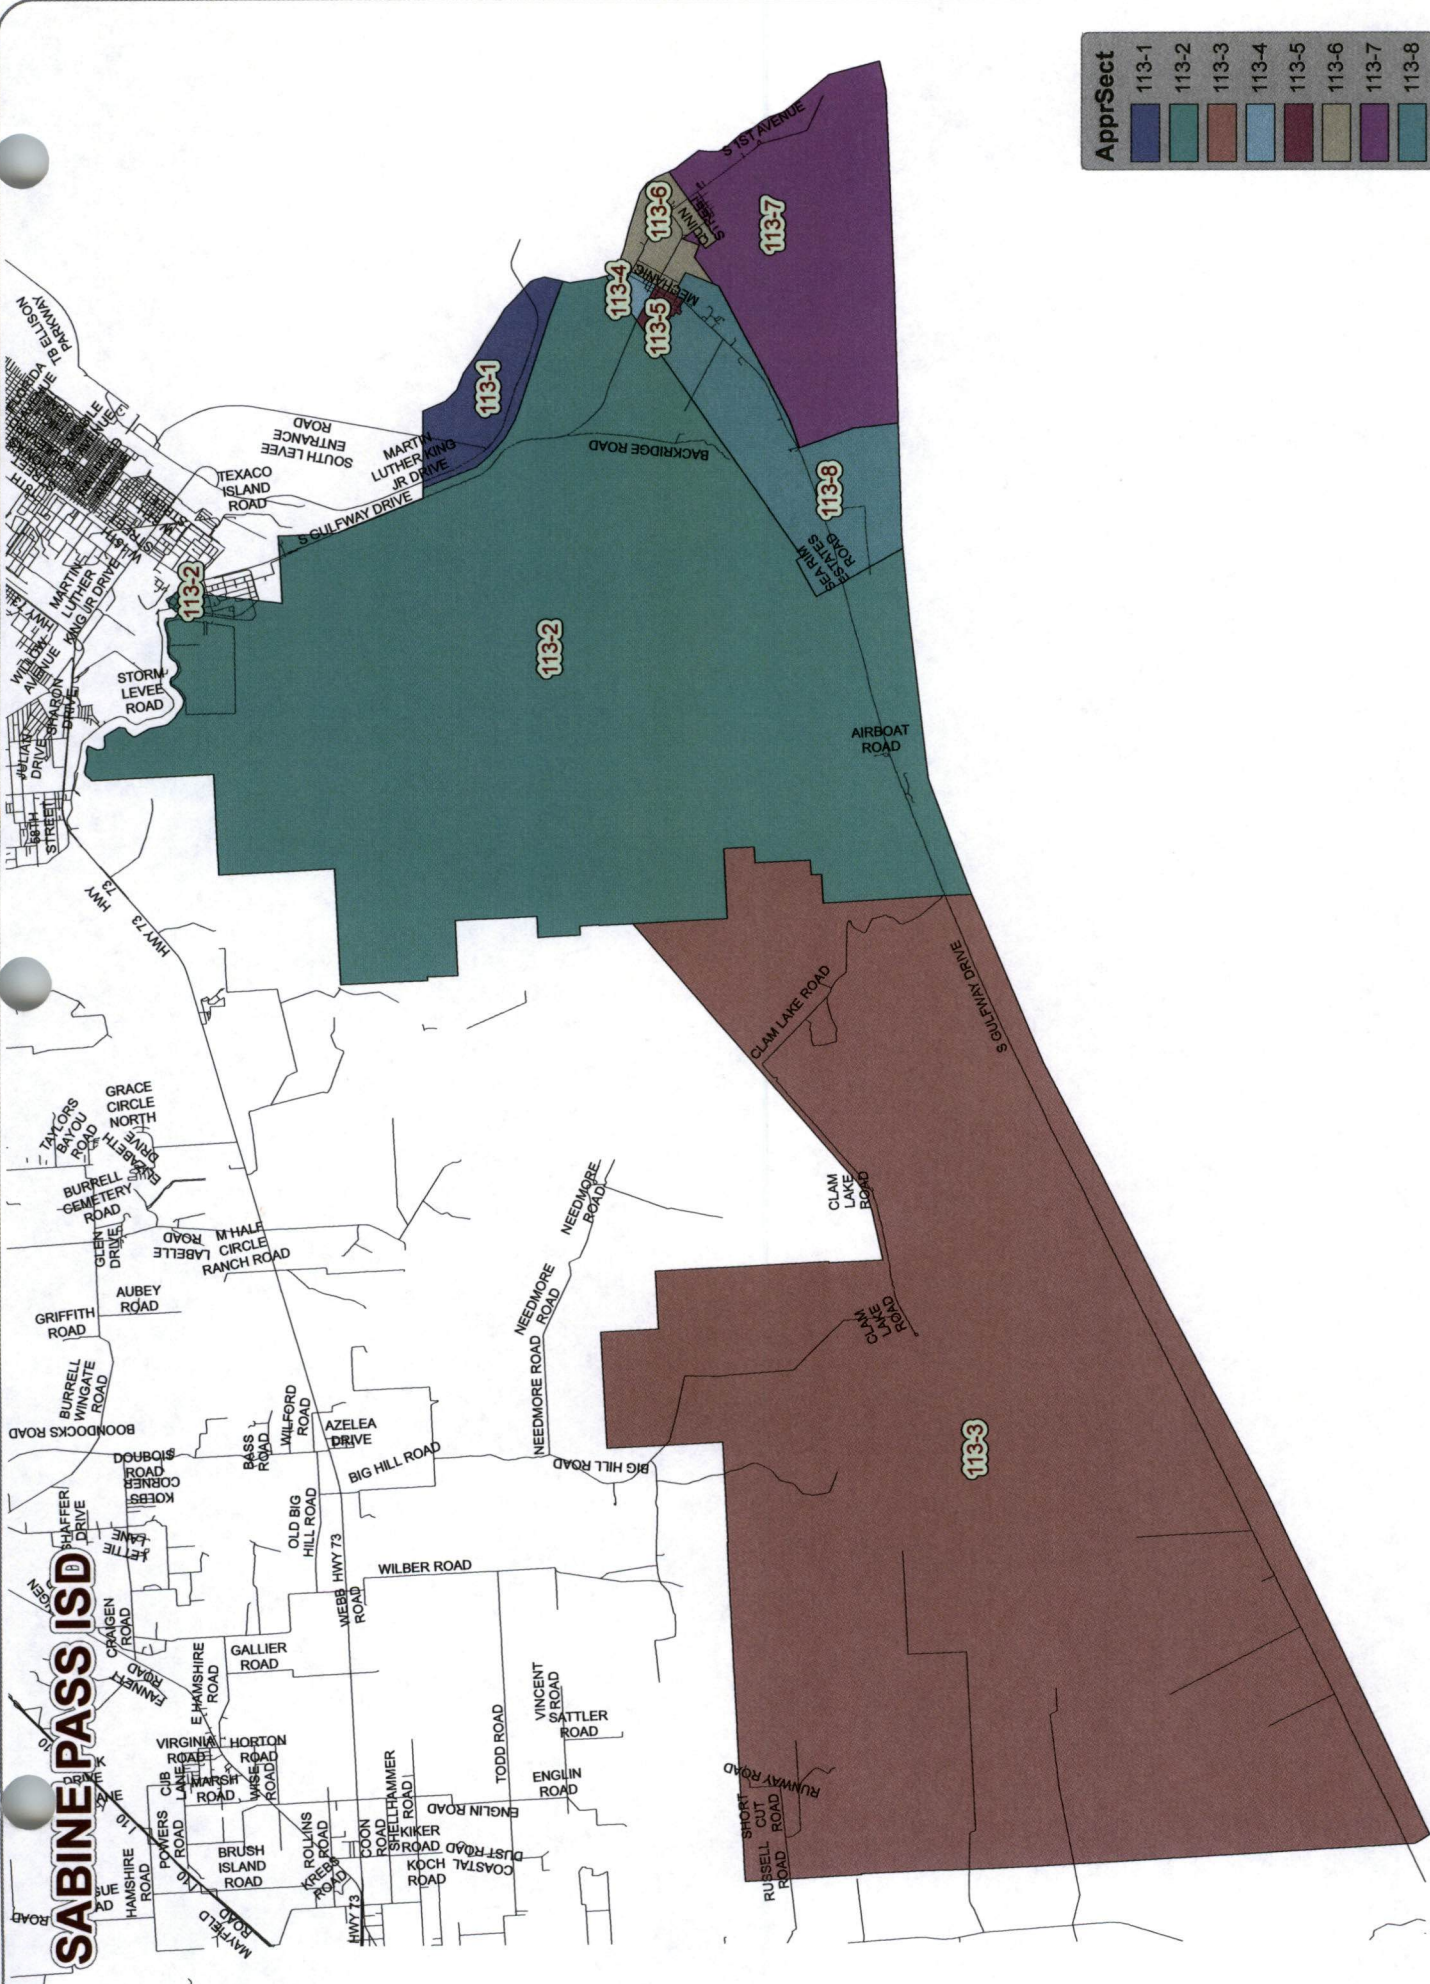 SABINE PASS ISD
ApprSect
113-1
113-2
113-3
113-4
113-5
113-6
113-7
113-8
113-6
113-7
113-4
113-5
113-1
113-8
113-2
113-2
113-3
S 1ST AVENUE
QUINN
STREET
MECHANIC
TB ELLISON
PARKWAY
SOUTH LEVEE
ENTRANCE
ROAD
TEXACO
ISLAND
ROAD
MARTIN
LUTHER KING
JR DRIVE
S GULFWAY DRIVE
BACKRIDGE ROAD
SEA RIM
ESTATES
ROAD
AIRBOAT
ROAD
MARTIN
LUTHER
KING JR DRIVE
HWY 73
WILLOW
AVENUE
STORM
LEVEE
ROAD
SHARON
DRIVE
JULIAN
DRIVE
58TH
STREET
HWY
73
HWY 73
CLAM LAKE ROAD
S GULFWAY DRIVE
CLAM
LAKE
ROAD
CLAM
LAKE
ROAD
TAYLORS
BAYOU
ROAD
GRACE
CIRCLE
NORTH
ELIZABETH
DRIVE
BURRELL
CEMETERY
ROAD
GLEN
DRIVE
LABELLE
ROAD
M HALF
CIRCLE
RANCH ROAD
AUBEY
ROAD
GRIFFITH
ROAD
BURRELL
WINGATE
ROAD
BOONDOCKS ROAD
NEEDMORE
ROAD
NEEDMORE
ROAD
NEEDMORE ROAD
BIG HILL ROAD
BIG HILL ROAD
AZELEA
DRIVE
WILFORD
ROAD
BASS
ROAD
DOUBOIS
ROAD
KOEBS
CORNER
SHAFFER
DRIVE
LANE
OLD BIG
HILL ROAD
HWY 73
WEBB
ROAD
WILBER ROAD
CRAIGEN
ROAD
FANNETT
ROAD
E HAMSHIRE
ROAD
GALLIER
ROAD
VIRGINIA
ROAD
HORTON
ROAD
CJB
LANE
MARSH
ROAD
WISE
ROAD
POWERS
ROAD
HAMSHIRE
ROAD
I 10
I 10
BRUSH
ISLAND
ROAD
MAYFIELD
ROAD
ROLLINS
ROAD
KREBS
ROAD
HWY 73
COON
ROAD
SHELLHAMMER
ROAD
KIKER
ROAD
KOCH
ROAD
ENGLIN ROAD
COASTAL
DUST ROAD
TODD ROAD
VINCENT
ROAD
SATTLER
ROAD
ENGLIN
ROAD
RUNWAY ROAD
SHORT
CUT
ROAD
RUSSELL
ROAD
ROAD